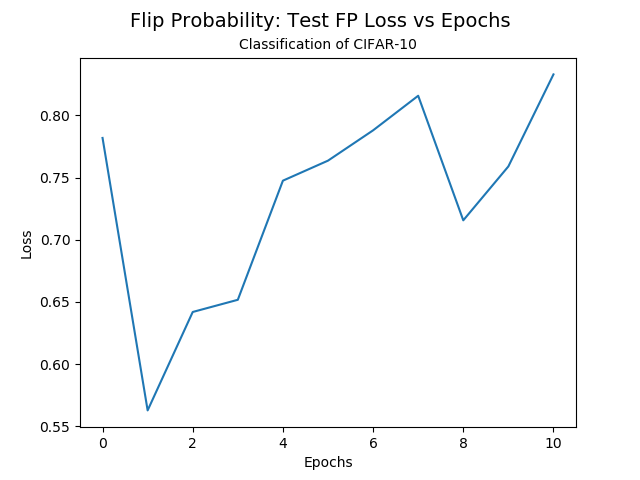 Flip Probability: Test FP Loss vs Epochs
Classification of CIFAR-10
0.80
0.75
0.70
0.65
0.60
0.55
Loss
0 2 4 6 8 10
Epochs